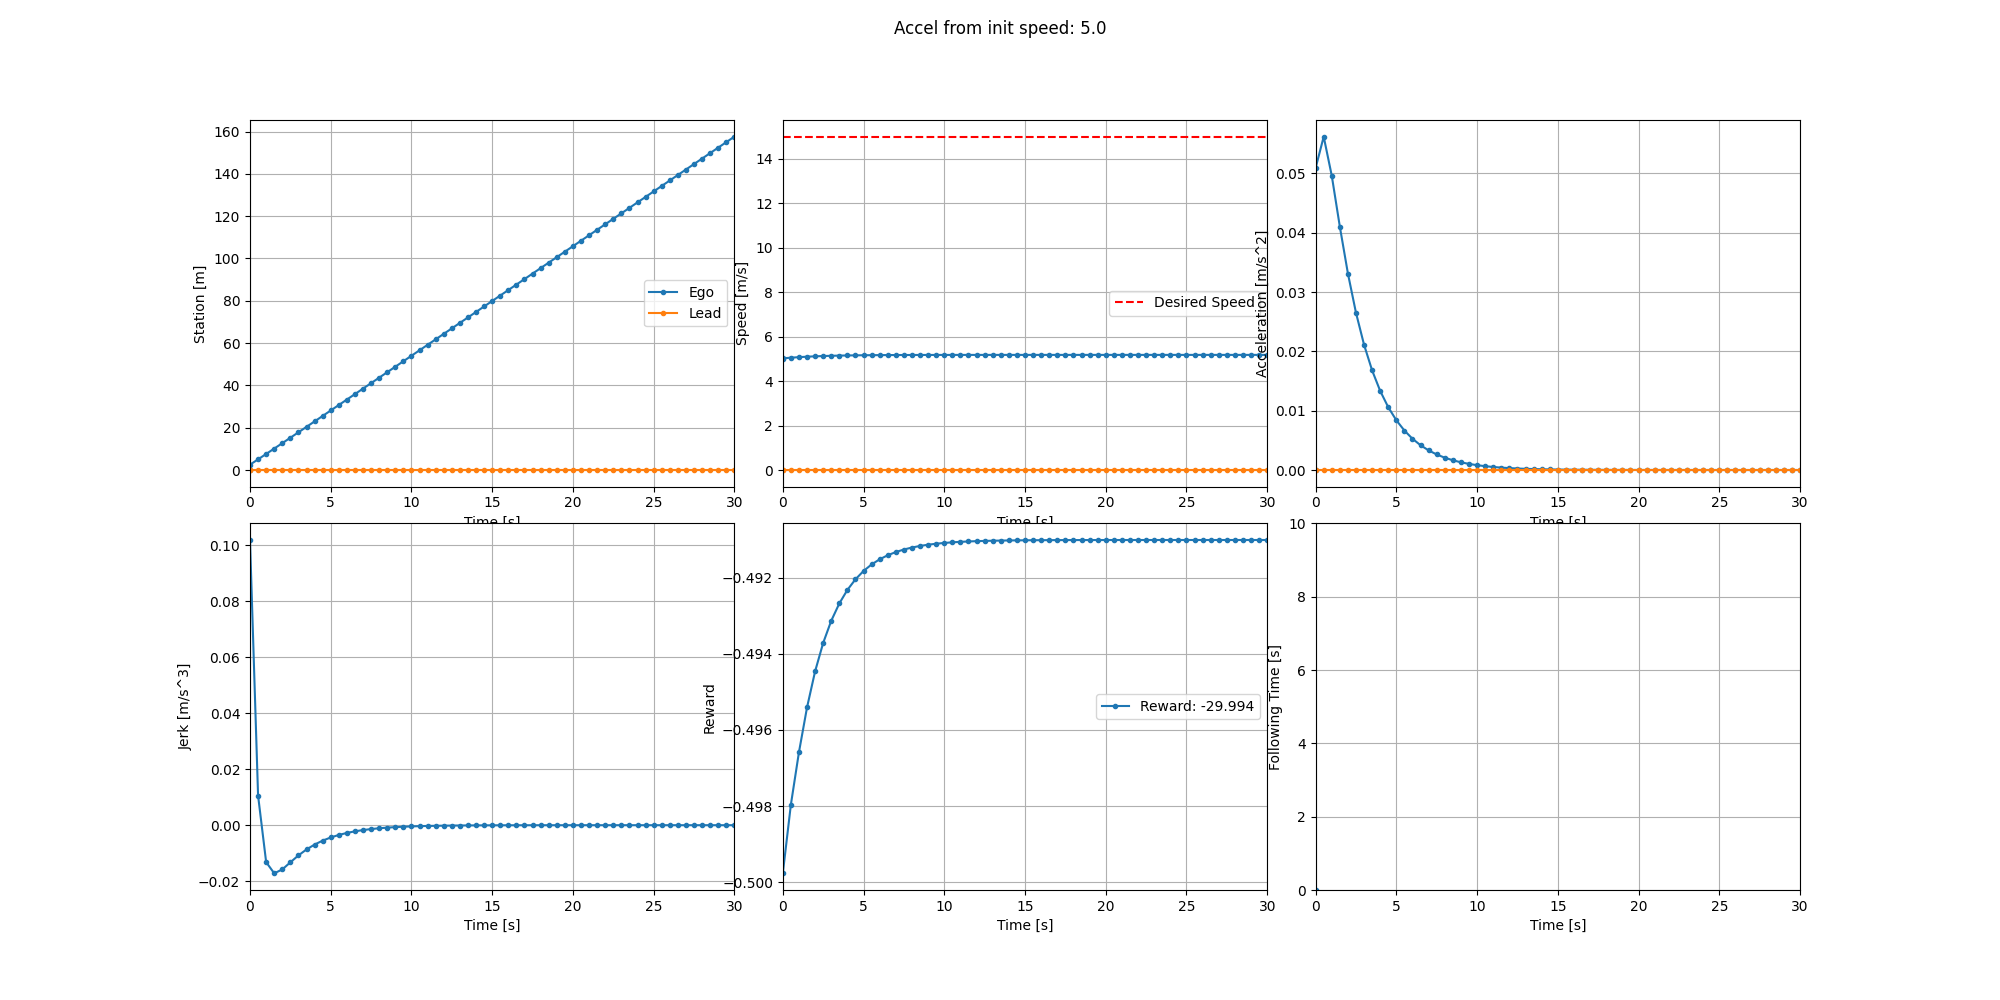 Accel from init speed: 5.0
Station [m]
160
140
120
100
80
60
40
20
0
Ego
Lead
0 5 10 15 20 25 30
Time [s]
Speed [m/s]
14
12
10
8
6
4
2
0
Desired Speed
0 5 10 15 20 25 30
Time [s]
Acceleration [m/s^2]
0.05
0.04
0.03
0.02
0.01
0.00
0 5 10 15 20 25 30
Time [s]
Jerk [m/s^3]
0.10
0.08
0.06
0.04
0.02
0.00
−0.02
0 5 10 15 20 25 30
Time [s]
Reward
−0.492
−0.494
−0.496
−0.498
−0.500
Reward: -29.994
0 5 10 15 20 25 30
Time [s]
Following Time [s]
10
8
6
4
2
0
0 5 10 15 20 25 30
Time [s]